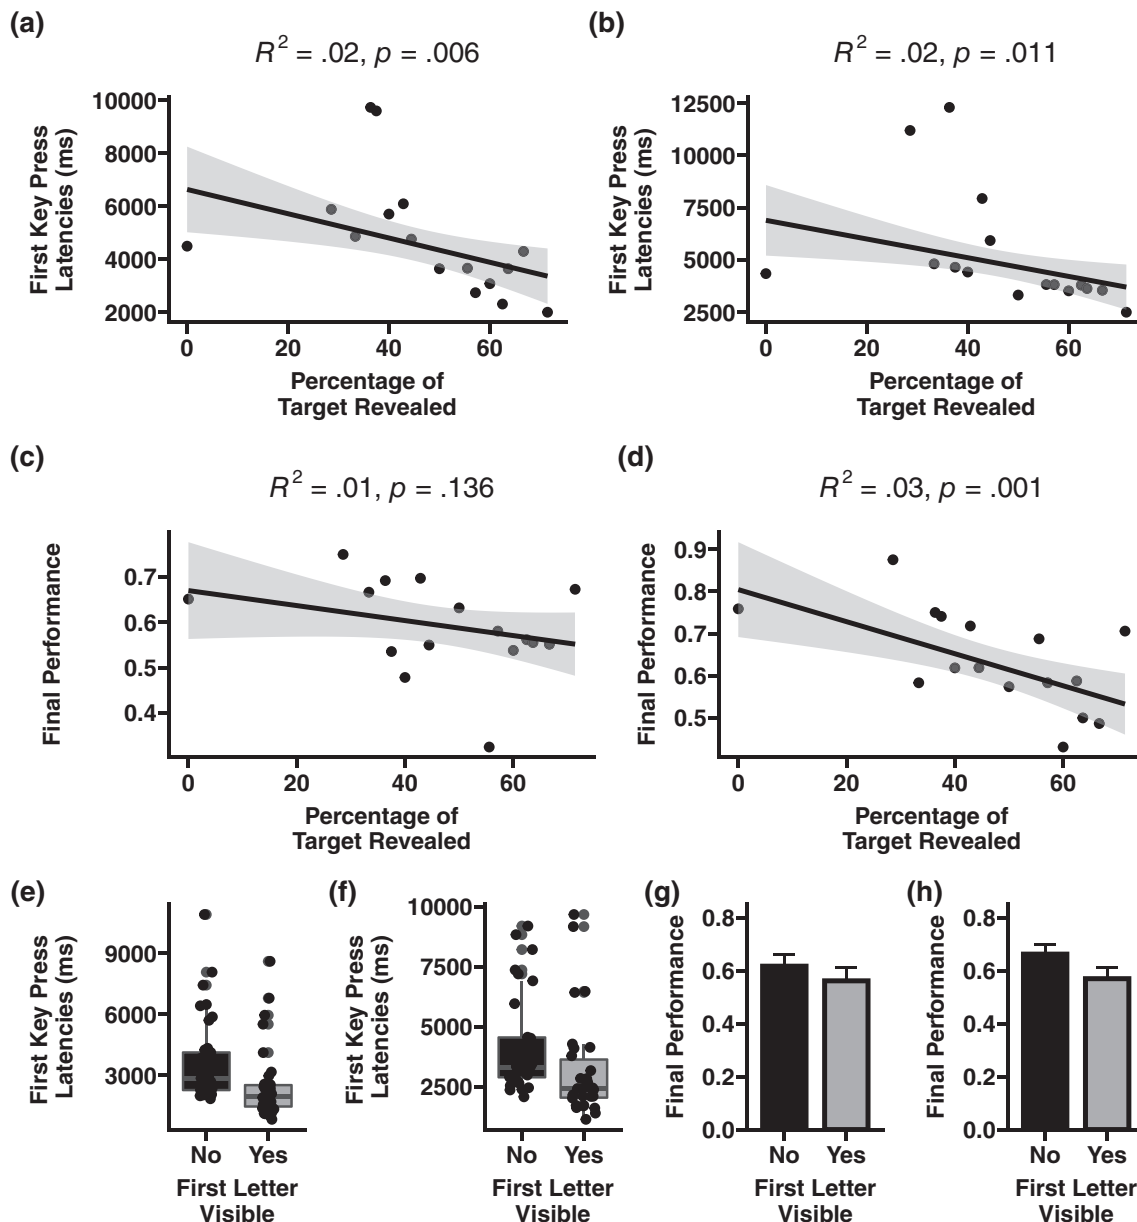 (a)
R² = .02, p = .006
First Key Press
Latencies (ms)
10000
8000
6000
4000
2000
0
20
40
60
Percentage of
Target Revealed
(b)
R² = .02, p = .011
First Key Press
Latencies (ms)
12500
10000
7500
5000
2500
0
20
40
60
Percentage of
Target Revealed
(c)
R² = .01, p = .136
Final Performance
0.7
0.6
0.5
0.4
0
20
40
60
Percentage of
Target Revealed
(d)
R² = .03, p = .001
Final Performance
0.9
0.8
0.7
0.6
0.5
0
20
40
60
Percentage of
Target Revealed
(e)
First Key Press
Latencies (ms)
9000
6000
3000
No
Yes
First Letter
Visible
(f)
First Key Press
Latencies (ms)
10000
7500
5000
2500
No
Yes
First Letter
Visible
(g)
Final Performance
0.8
0.6
0.4
0.2
0.0
No
Yes
First Letter
Visible
(h)
Final Performance
0.8
0.6
0.4
0.2
0.0
No
Yes
First Letter
Visible